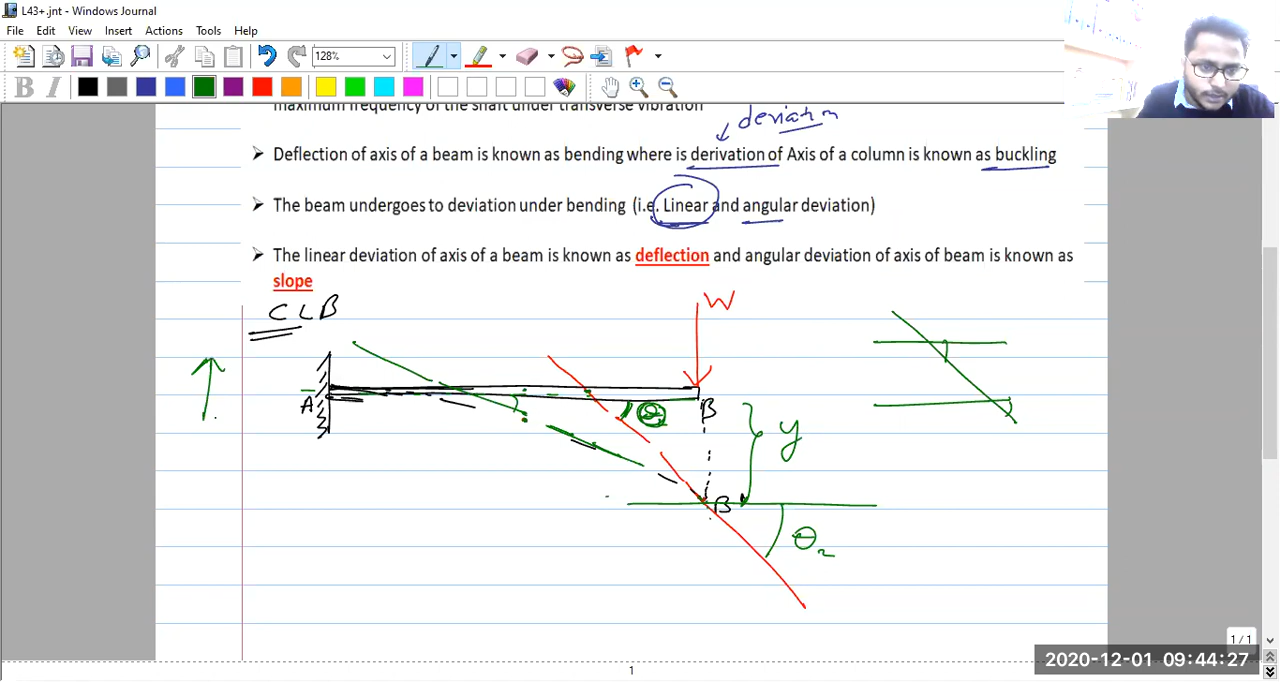 L43+.jnt - Windows Journal
File Edit View Insert Actions Tools Help
128%
B I
maximum frequency of the shaft under transverse vibration
deviatn
Deflection of axis of a beam is known as bending where is derivation of Axis of a column is known as buckling
The beam undergoes to deviation under bending (i.e. Linear and angular deviation)
The linear deviation of axis of a beam is known as deflection and angular deviation of axis of beam is known as
slope
CLB
W
A
B
θ
y
B
θ2
1/1
2020-12-01 09:44:27
1